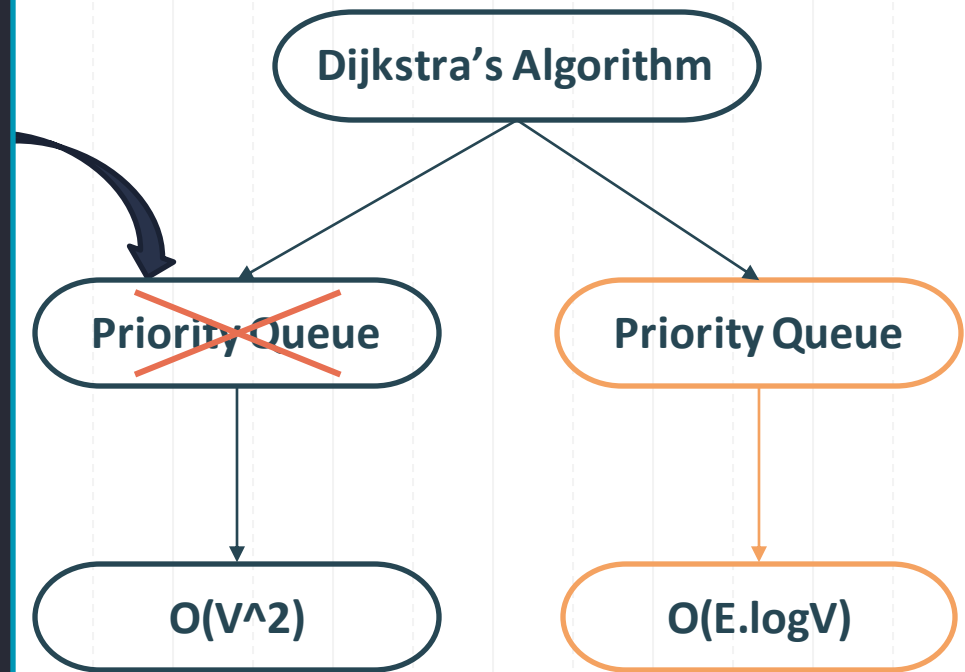 Dijkstra’s Algorithm
Priority Queue
Priority Queue
O(V^2)
O(E.logV)